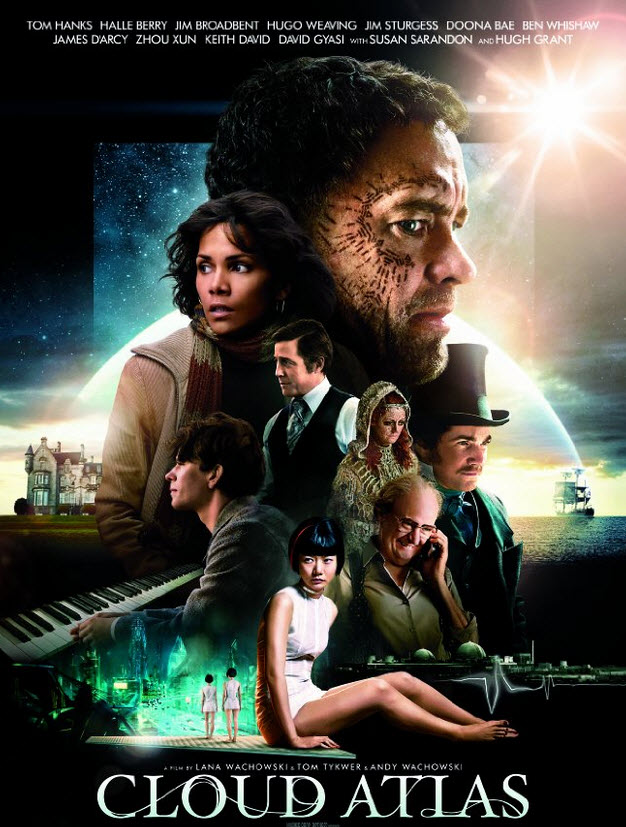 TOM HANKS HALLE BERRY JIM BROADBENT HUGO WEAVING JIM STURGESS DOONA BAE BEN WHISHAW
JAMES D'ARCY ZHOU XUN KEITH DAVID DAVID GYASI WITH SUSAN SARANDON AND HUGH GRANT
A FILM BY LANA WACHOWSKI & TOM TYKWER & ANDY WACHOWSKI
CLOUD ATLAS